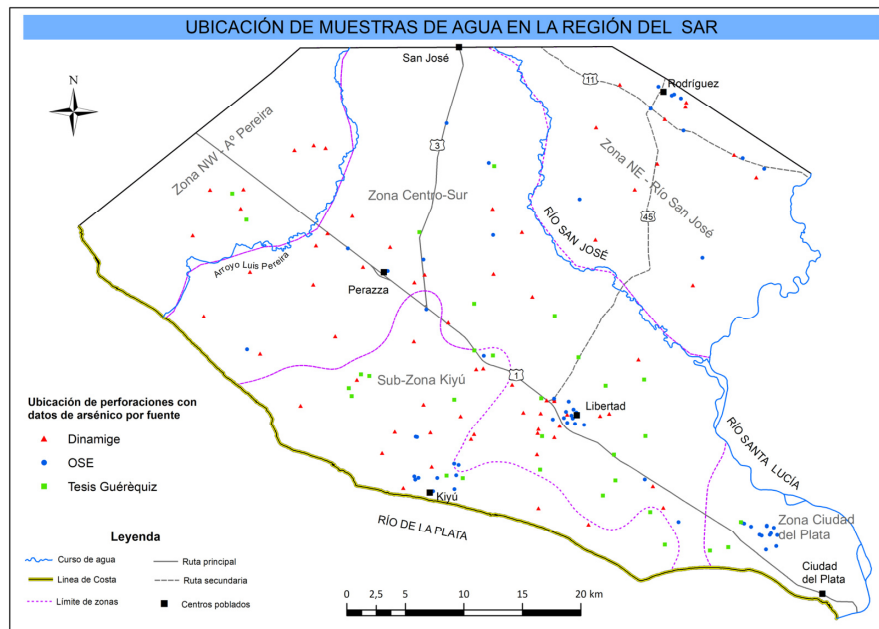 UBICACIÓN DE MUESTRAS DE AGUA EN LA REGIÓN DEL SAR
San José
N
11
Rodríguez
3
Zona NW - Aº Pereira
Zona Centro-Sur
Zona NE - Río San José
45
RÍO SAN JOSÉ
Arroyo Luis Pereira
Perazza
Sub-Zona Kiyú
1
Libertad
RÍO SANTA LUCÍA
Kiyú
RÍO DE LA PLATA
Zona Ciudad
del Plata
Ciudad
del Plata
Ubicación de perforaciones con
datos de arsénico por fuente
Dinamige
OSE
Tesis Guérèquiz
Leyenda
Curso de agua
Ruta principal
Linea de Costa
Ruta secundaria
Límite de zonas
Centros poblados
0 2,5 5 10 15 20 km